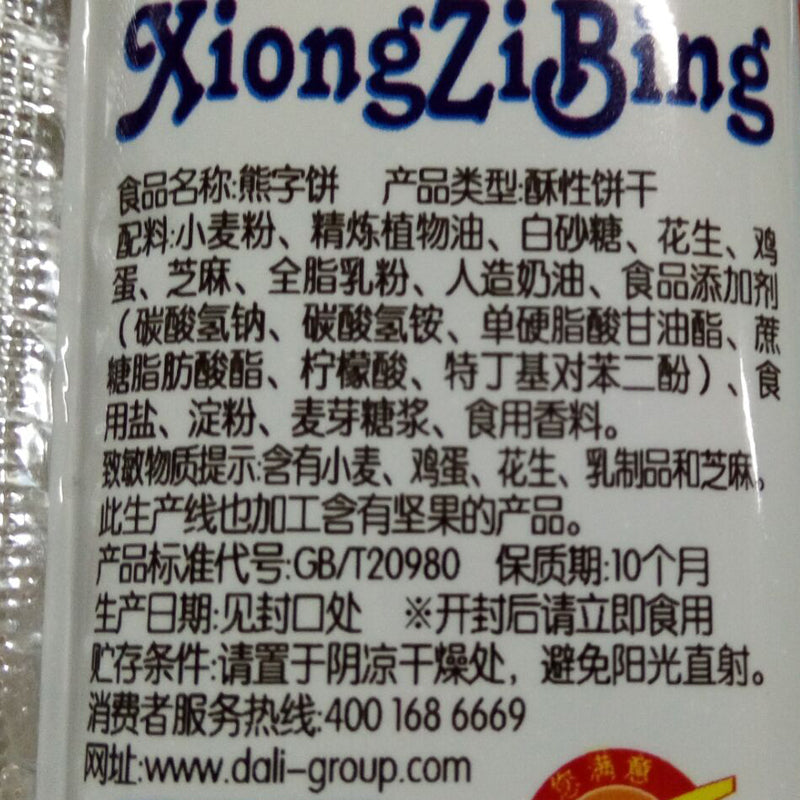 XiongZiBing
食品名称:熊字饼 产品类型:酥性饼干
配料:小麦粉、精炼植物油、白砂糖、花生、鸡
蛋、芝麻、全脂乳粉、人造奶油、食品添加剂
(碳酸氢钠、碳酸氢铵、单硬脂酸甘油酯、蔗
糖脂肪酸酯、柠檬酸、特丁基对苯二酚)、食
用盐、淀粉、麦芽糖浆、食用香料。
致敏物质提示:含有小麦、鸡蛋、花生、乳制品和芝麻。
此生产线也加工含有坚果的产品。
产品标准代号:GB/T20980 保质期:10个月
生产日期:见封口处 ※开封后请立即食用
贮存条件:请置于阴凉干燥处，避免阳光直射。
消费者服务热线:400 168 6669
网址:www.dali-group.com
您满意